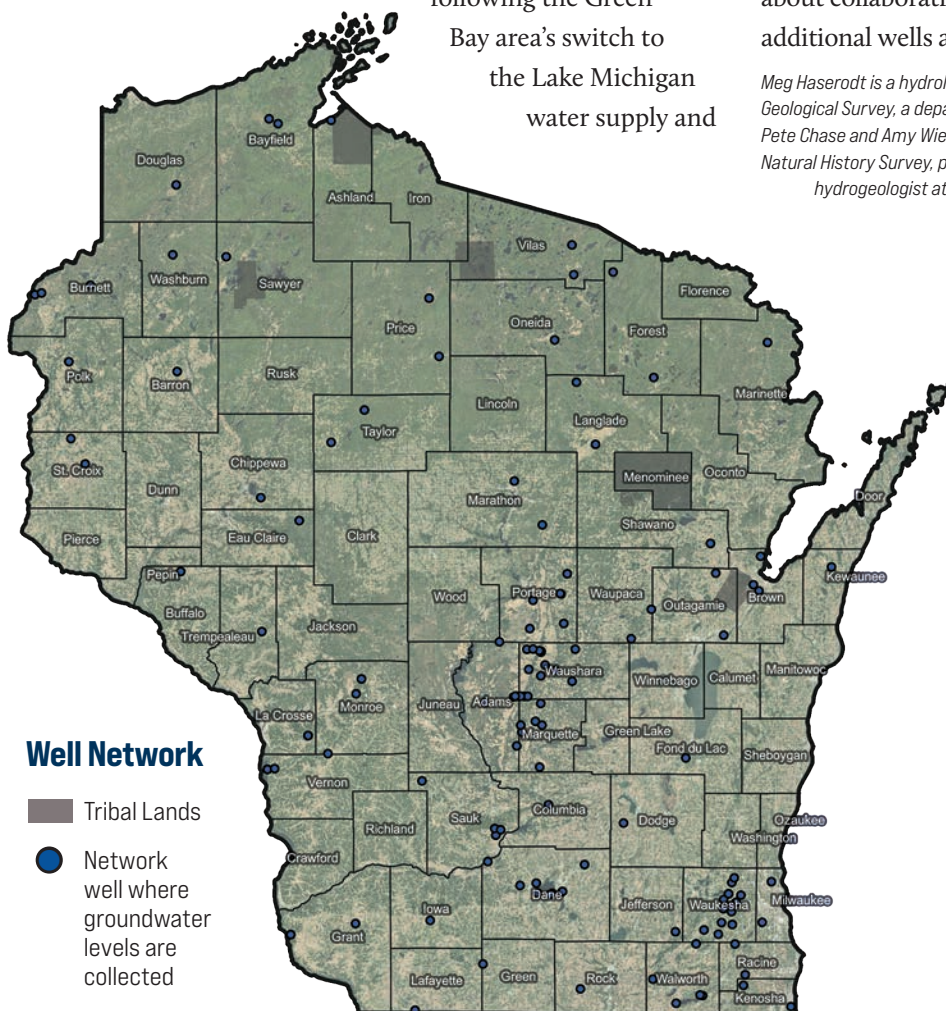 following the Green
Bay area's switch to
the Lake Michigan
water supply and
additional wells a
Meg Haserodt is a hydrol
Geological Survey, a depa
Pete Chase and Amy Wie
Natural History Survey, p
hydrogeologist at
Bayfield
Douglas
Ashland
Iron
Vilas
Burnett
Washburn
Sawyer
Florence
Price
Oneida
Forest
Polk
Barron
Rusk
Lincoln
Marinette
Taylor
Langlade
St. Croix
Dunn
Chippewa
Marathon
Menominee
Oconto
Door
Pierce
Eau Claire
Clark
Shawano
Pepin
Buffalo
Trempealeau
Jackson
Wood
Portage
Waupaca
Outagamie
Brown
Kewaunee
La Crosse
Monroe
Juneau
Adams
Waushara
Winnebago
Calumet
Manitowoc
Marquette
Green Lake
Fond du Lac
Sheboygan
Vernon
Richland
Sauk
Columbia
Dodge
Ozaukee
Washington
Crawford
Grant
Iowa
Dane
Jefferson
Waukesha
Milwaukee
Lafayette
Green
Rock
Walworth
Racine
Kenosha
Well Network
Tribal Lands
Network
well where
groundwater
levels are
collected